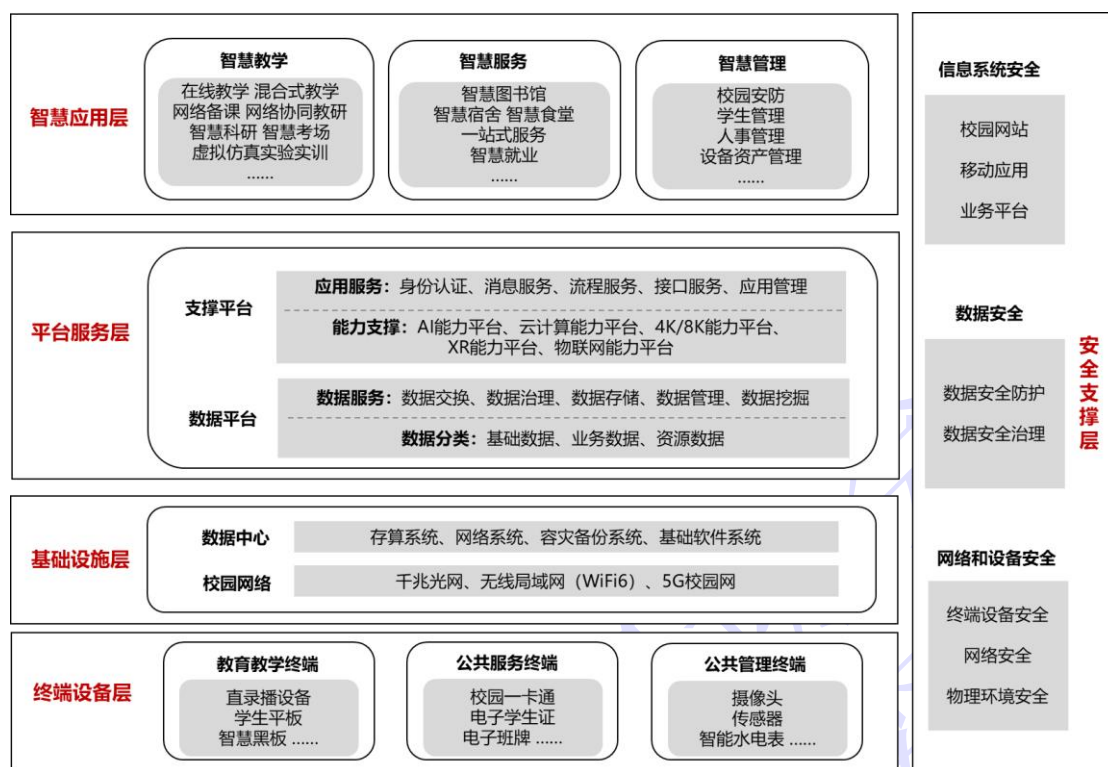 智慧应用层
智慧教学
在线教学 混合式教学
网络备课 网络协同教研
智慧科研 智慧考场
虚拟仿真实验实训
......
智慧服务
智慧图书馆
智慧宿舍 智慧食堂
一站式服务
智慧就业
......
智慧管理
校园安防
学生管理
人事管理
设备资产管理
......
平台服务层
支撑平台
应用服务：身份认证、消息服务、流程服务、接口服务、应用管理
能力支撑：AI能力平台、云计算能力平台、4K/8K能力平台、
XR能力平台、物联网能力平台
数据平台
数据服务：数据交换、数据治理、数据存储、数据管理、数据挖掘
数据分类：基础数据、业务数据、资源数据
基础设施层
数据中心
存算系统、网络系统、容灾备份系统、基础软件系统
校园网络
千兆光网、无线局域网（WiFi6）、5G校园网
终端设备层
教育教学终端
直录播设备
学生平板
智慧黑板 ......
公共服务终端
校园一卡通
电子学生证
电子班牌 ......
公共管理终端
摄像头
传感器
智能水电表 ......
安全支撑层
信息系统安全
校园网站
移动应用
业务平台
数据安全
数据安全防护
数据安全治理
网络和设备安全
终端设备安全
网络安全
物理环境安全